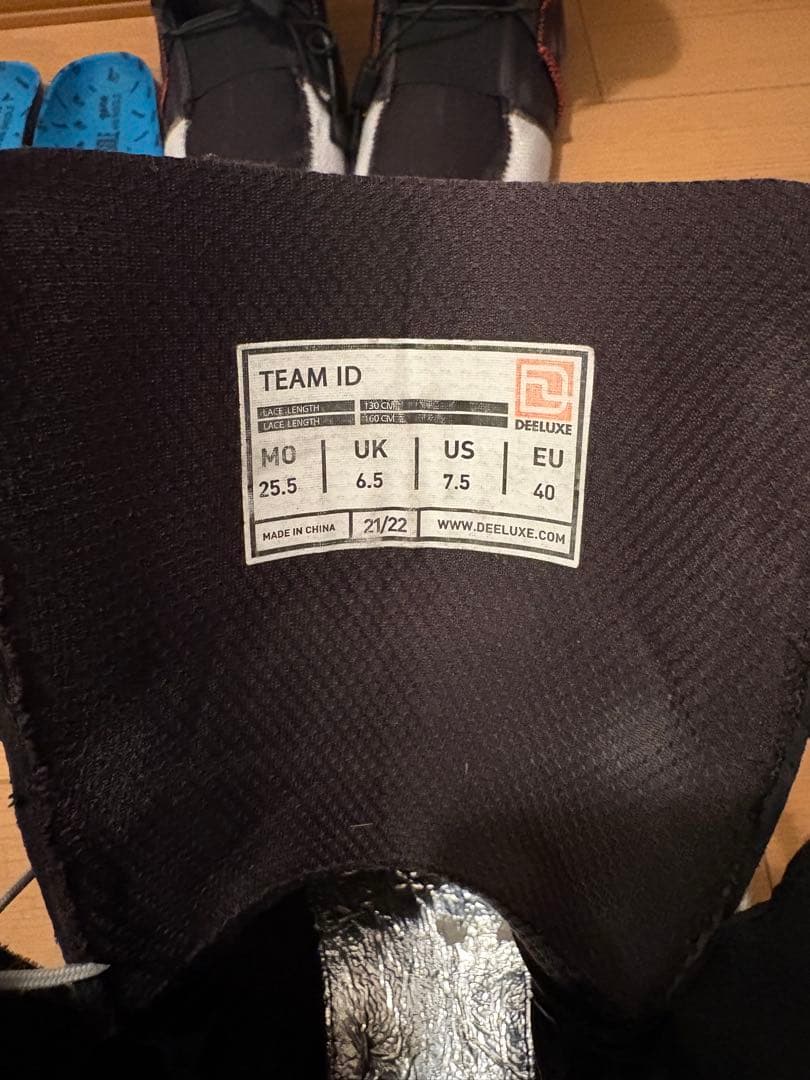 TEAM ID
LACE LENGTH 130 CM
LACE LENGTH 160 CM
DEELUXE
MO UK US EU
25.5 6.5 7.5 40
MADE IN CHINA 21/22 WWW.DEELUXE.COM